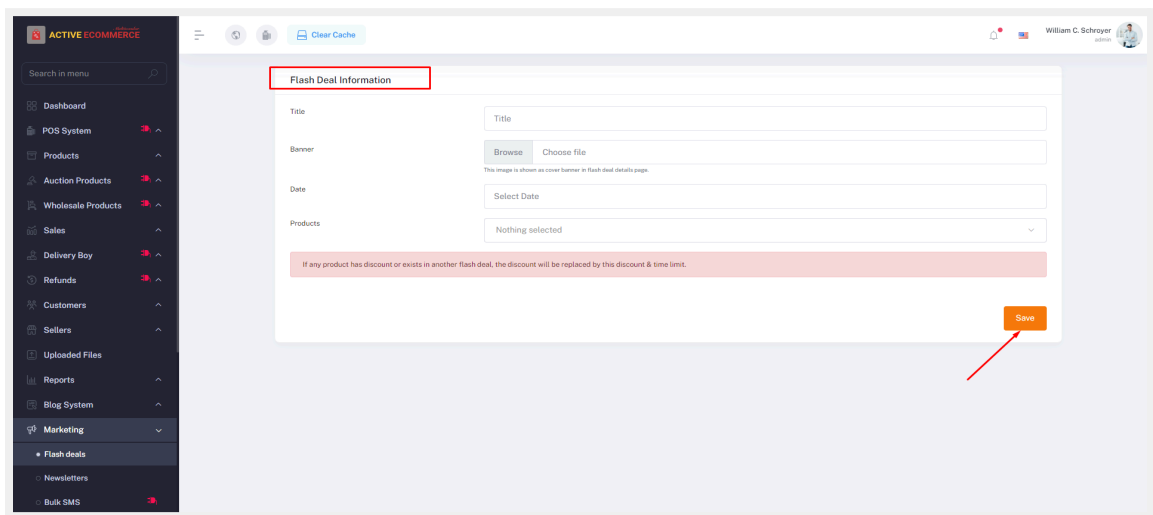 ACTIVE ECOMMERCE
Clear Cache
William C. Schroyer
admin
Search in menu
Dashboard
POS System
Products
Auction Products
Wholesale Products
Sales
Delivery Boy
Refunds
Customers
Sellers
Uploaded Files
Reports
Blog System
Marketing
Flash deals
Newsletters
Bulk SMS
Flash Deal Information
Title
Title
Banner
Browse Choose file
This image is shown as cover banner in flash deal details page.
Date
Select Date
Products
Nothing selected
If any product has discount or exists in another flash deal, the discount will be replaced by this discount & time limit.
Save